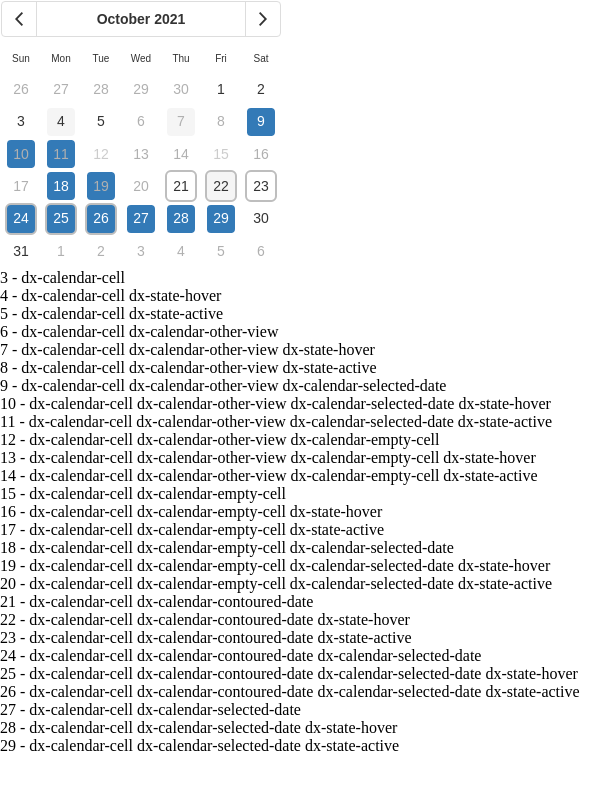 October 2021
Sun Mon Tue Wed Thu Fri Sat
26 27 28 29 30 1 2
3 4 5 6 7 8 9
10 11 12 13 14 15 16
17 18 19 20 21 22 23
24 25 26 27 28 29 30
31 1 2 3 4 5 6
3 - dx-calendar-cell
4 - dx-calendar-cell dx-state-hover
5 - dx-calendar-cell dx-state-active
6 - dx-calendar-cell dx-calendar-other-view
7 - dx-calendar-cell dx-calendar-other-view dx-state-hover
8 - dx-calendar-cell dx-calendar-other-view dx-state-active
9 - dx-calendar-cell dx-calendar-other-view dx-calendar-selected-date
10 - dx-calendar-cell dx-calendar-other-view dx-calendar-selected-date dx-state-hover
11 - dx-calendar-cell dx-calendar-other-view dx-calendar-selected-date dx-state-active
12 - dx-calendar-cell dx-calendar-other-view dx-calendar-empty-cell
13 - dx-calendar-cell dx-calendar-other-view dx-calendar-empty-cell dx-state-hover
14 - dx-calendar-cell dx-calendar-other-view dx-calendar-empty-cell dx-state-active
15 - dx-calendar-cell dx-calendar-empty-cell
16 - dx-calendar-cell dx-calendar-empty-cell dx-state-hover
17 - dx-calendar-cell dx-calendar-empty-cell dx-state-active
18 - dx-calendar-cell dx-calendar-empty-cell dx-calendar-selected-date
19 - dx-calendar-cell dx-calendar-empty-cell dx-calendar-selected-date dx-state-hover
20 - dx-calendar-cell dx-calendar-empty-cell dx-calendar-selected-date dx-state-active
21 - dx-calendar-cell dx-calendar-contoured-date
22 - dx-calendar-cell dx-calendar-contoured-date dx-state-hover
23 - dx-calendar-cell dx-calendar-contoured-date dx-state-active
24 - dx-calendar-cell dx-calendar-contoured-date dx-calendar-selected-date
25 - dx-calendar-cell dx-calendar-contoured-date dx-calendar-selected-date dx-state-hover
26 - dx-calendar-cell dx-calendar-contoured-date dx-calendar-selected-date dx-state-active
27 - dx-calendar-cell dx-calendar-selected-date
28 - dx-calendar-cell dx-calendar-selected-date dx-state-hover
29 - dx-calendar-cell dx-calendar-selected-date dx-state-active